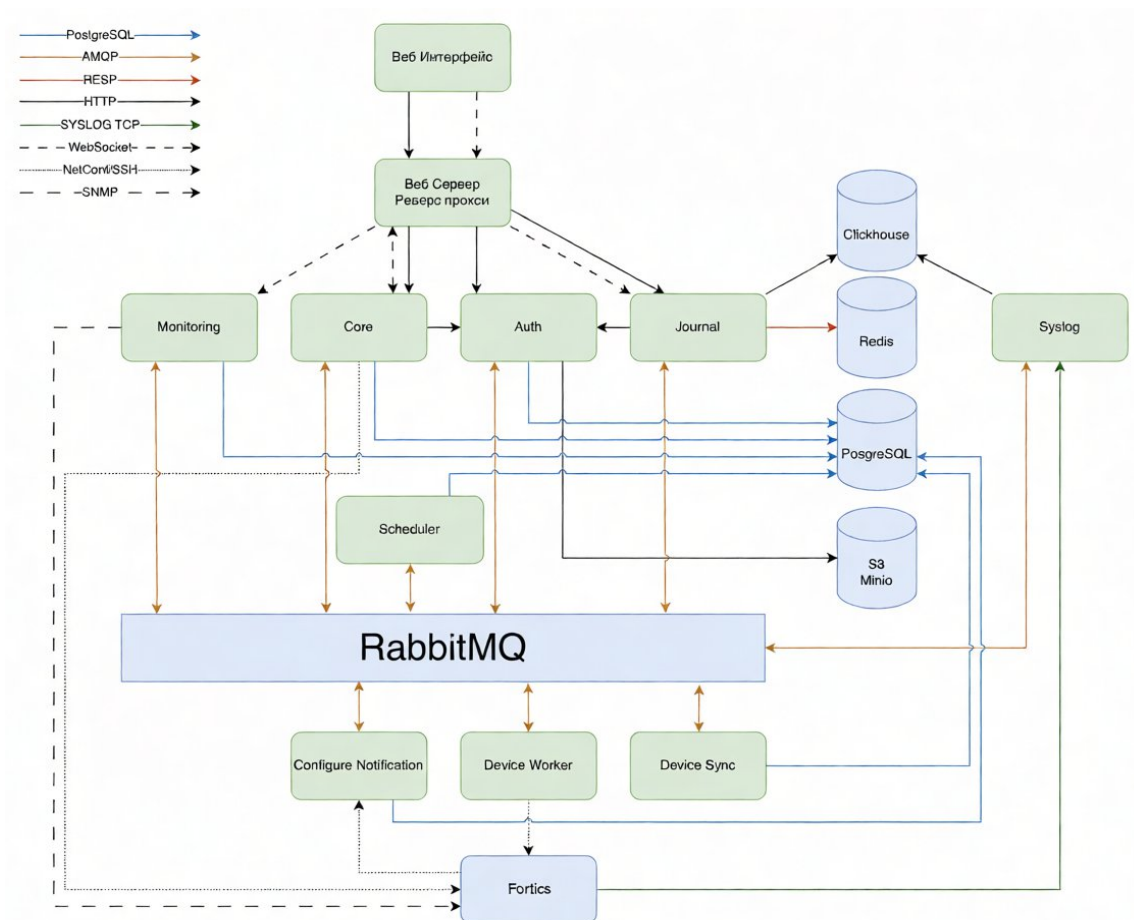 PostgreSQL
AMQP
RESP
HTTP
SYSLOG TCP
WebSocket
NetConf/SSH
SNMP
Веб Интерфейс
Веб Сервер
Реверс прокси
Clickhouse
Monitoring
Core
Auth
Journal
Redis
Syslog
PosgreSQL
Scheduler
S3
Minio
RabbitMQ
Configure Notification
Device Worker
Device Sync
Fortics